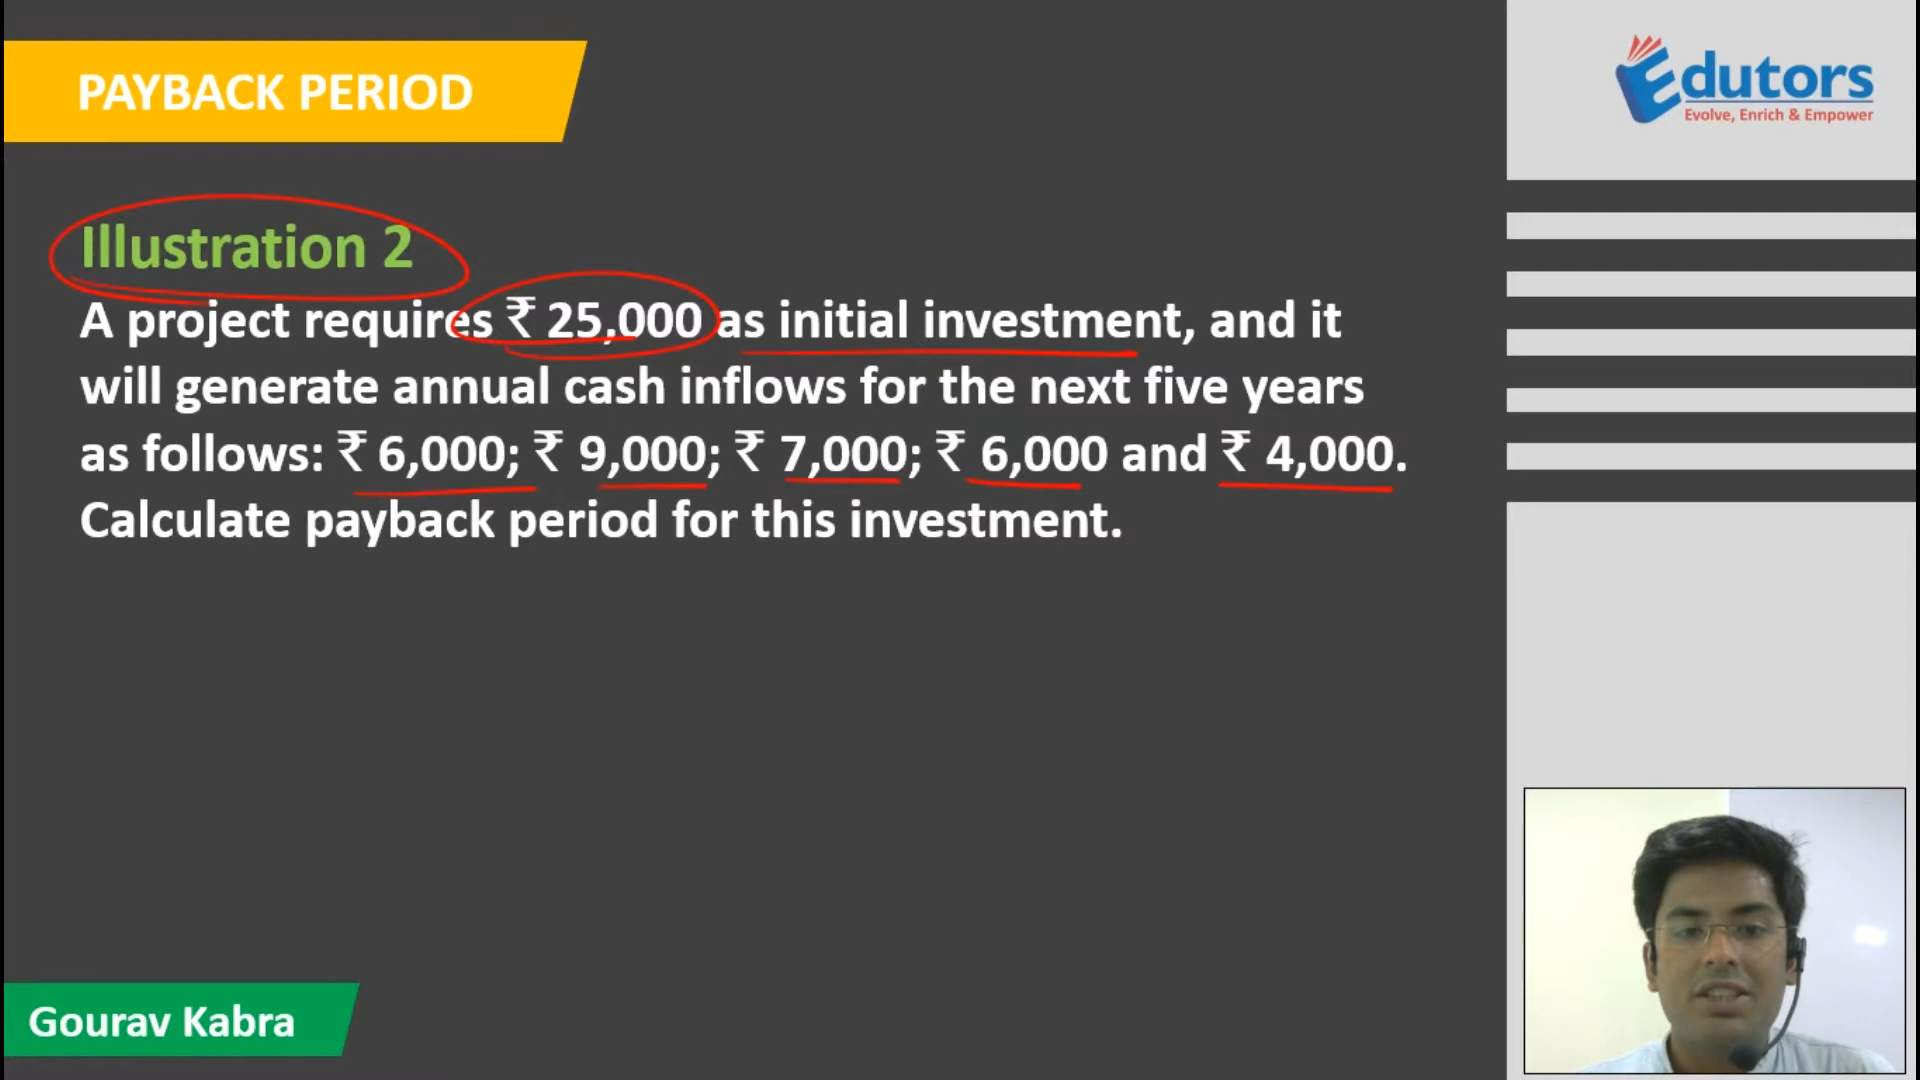 PAYBACK PERIOD
Edutors
Evolve, Enrich & Empower
Illustration 2
A project requires ₹ 25,000 as initial investment, and it
will generate annual cash inflows for the next five years
as follows: ₹ 6,000; ₹ 9,000; ₹ 7,000; ₹ 6,000 and ₹ 4,000.
Calculate payback period for this investment.
Gourav Kabra